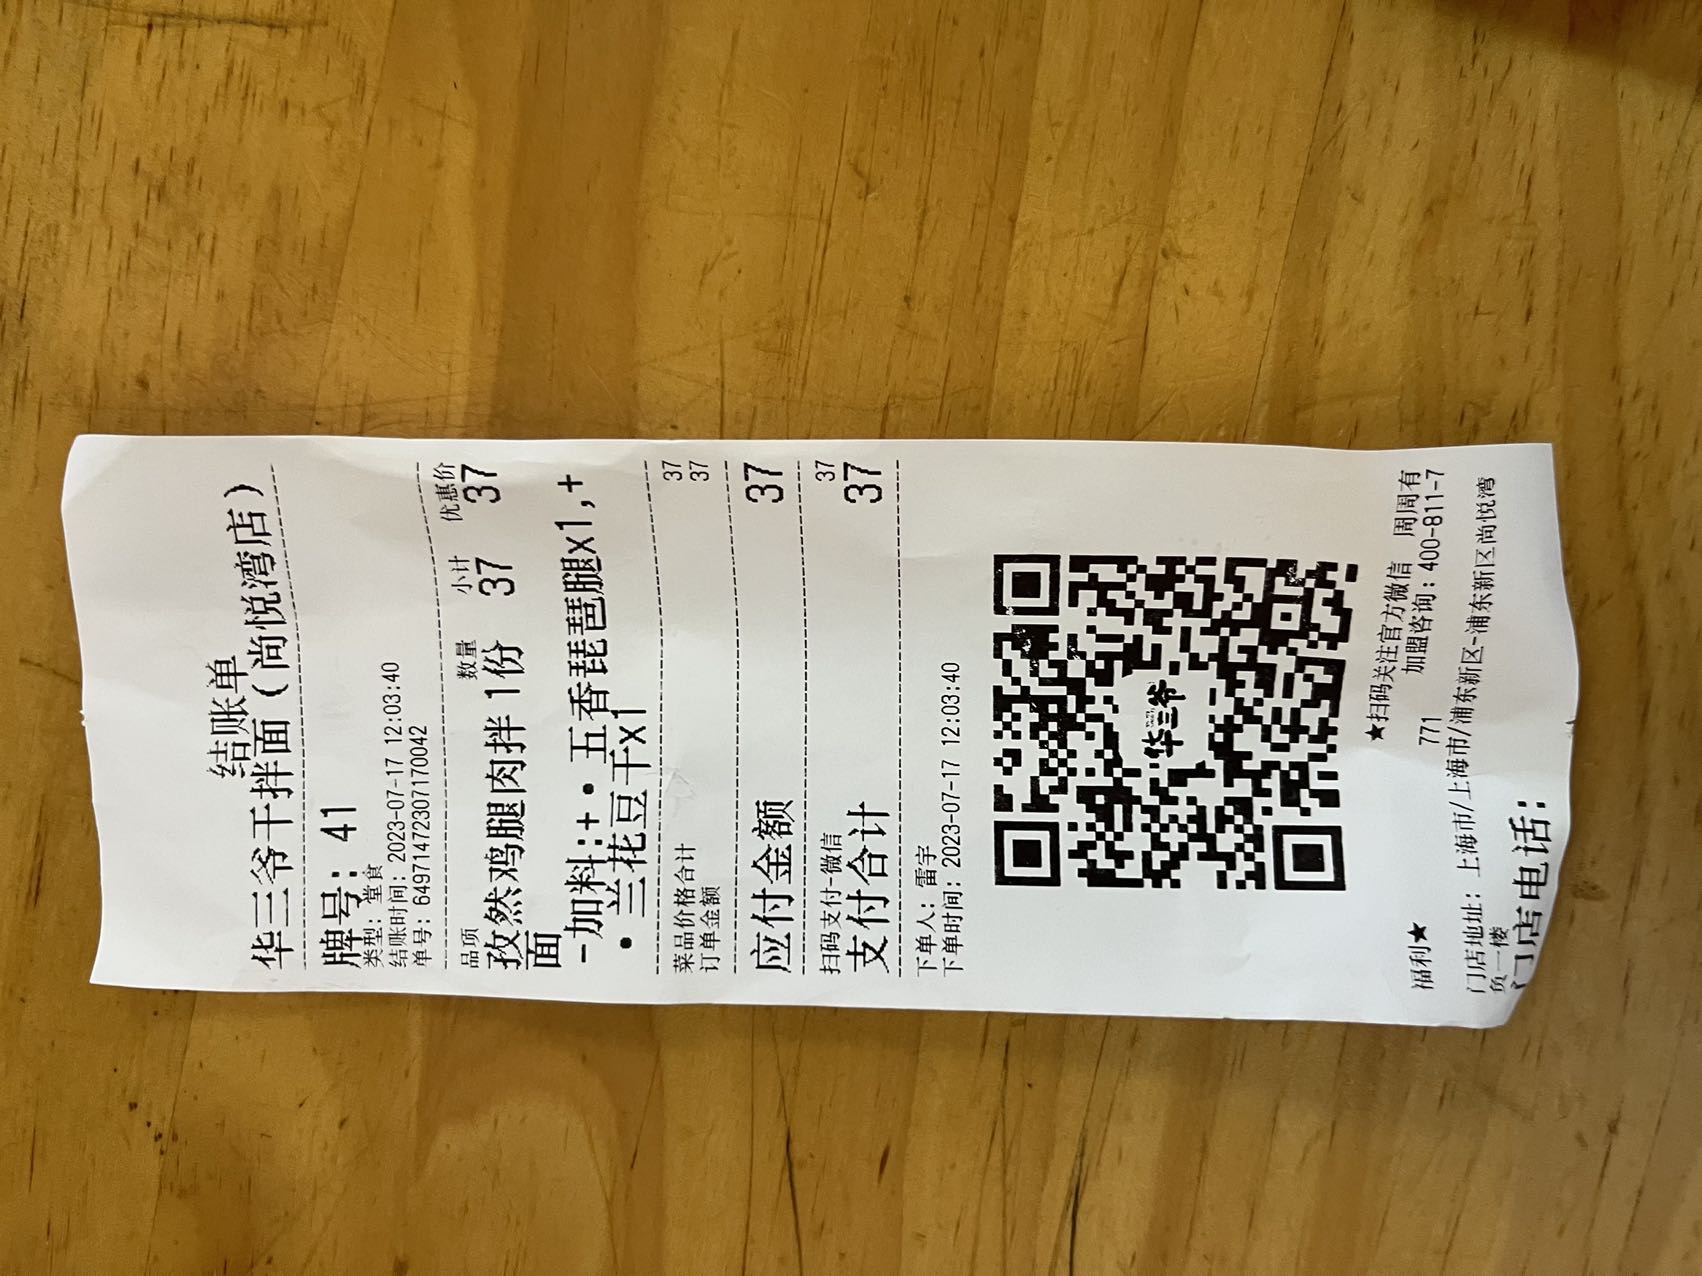 结账单
华三爷干拌面(尚悦湾店)
牌号: 41
类型: 堂食
结账时间: 2023-07-17 12:03:40
单号: 649714722307170042
品项 数量 小计 优惠价
孜然鸡腿肉拌 1份 37 37
面
-加料:+•五香琵琶腿x1,+
•兰花豆干x1
菜品价格合计 37
订单金额 37
应付金额 37
扫码支付-微信 37
支付合计 37
下单人: 雷宇
下单时间: 2023-07-17 12:03:40
华三爷
★扫码关注官方微信 周周有
福利★ 加盟咨询: 400-811-7
771
门店地址: 上海市/上海市/浦东新区-浦东新区尚悦湾
负一楼
门店电话: